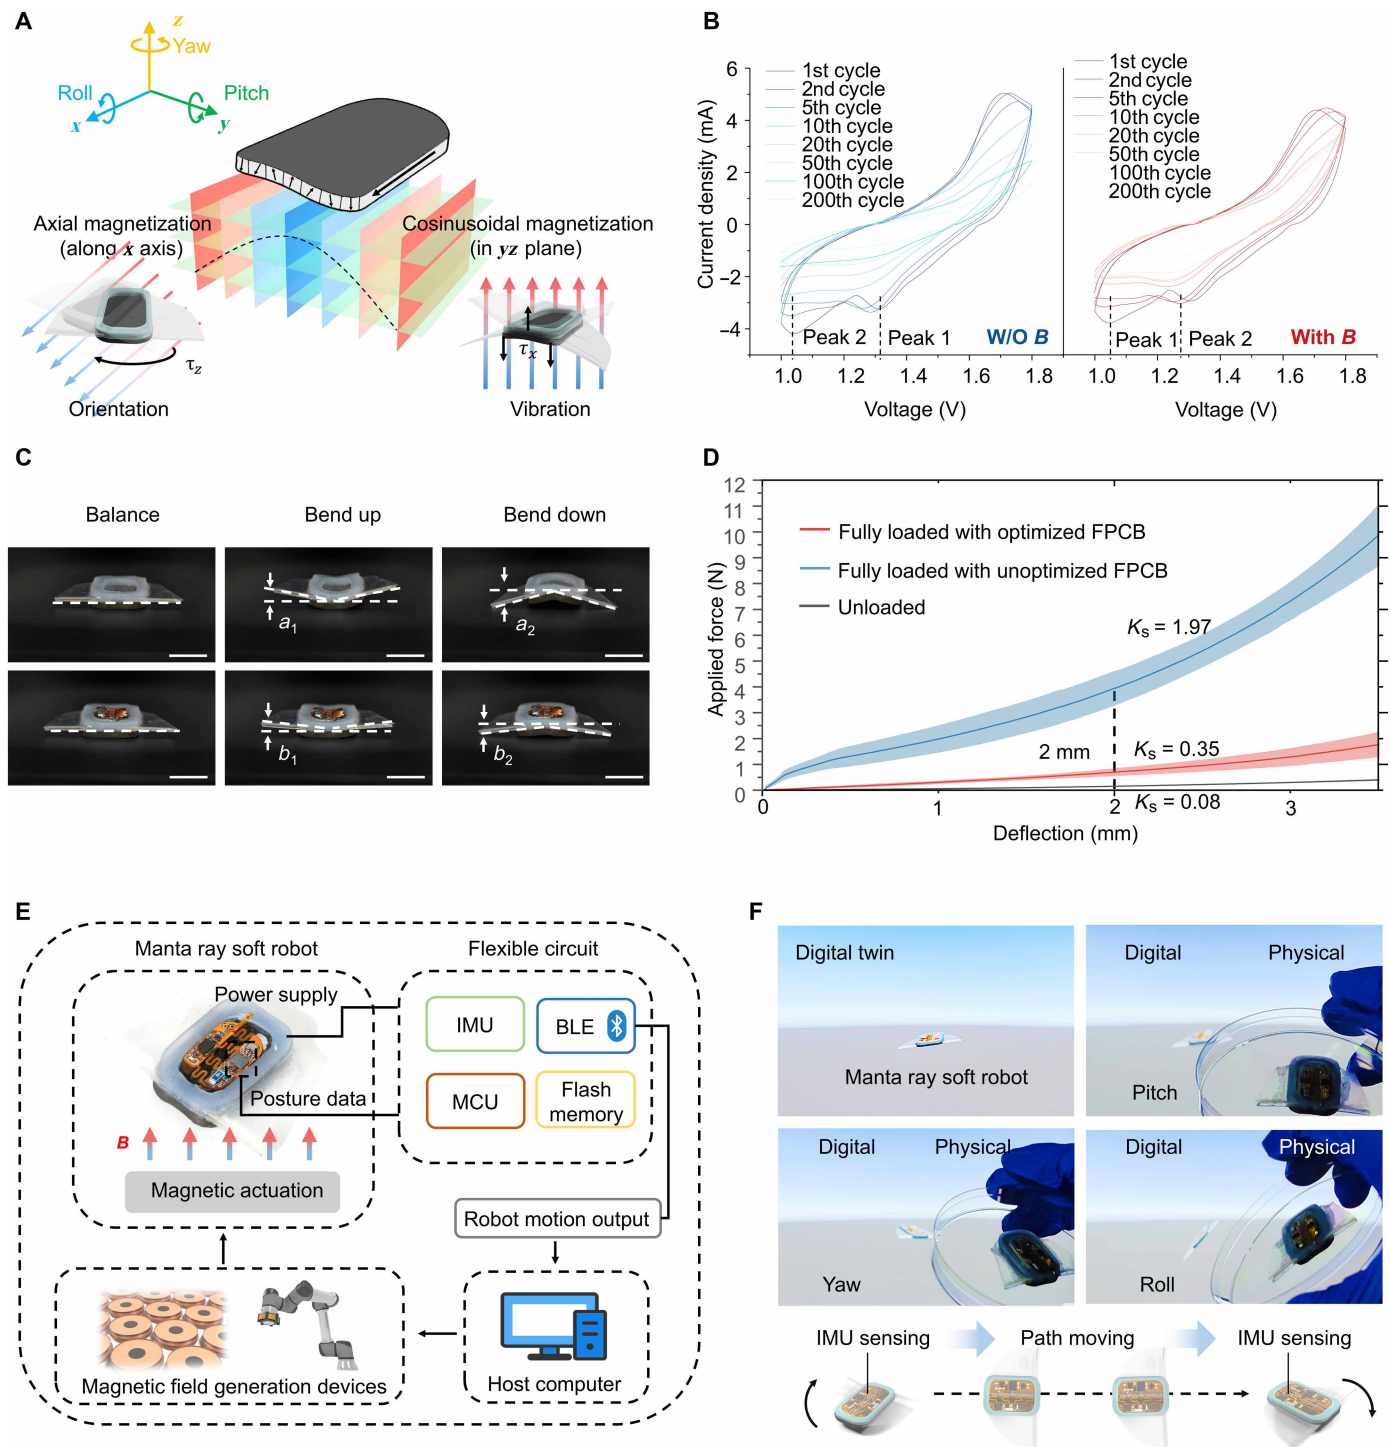 A
z
Yaw
Roll
Pitch
x
y
Axial magnetization
(along x axis)
Cosinusoidal magnetization
(in yz plane)
τz
τx
Orientation
Vibration
B
6
4
2
0
−2
−4
Current density (mA)
1st cycle
2nd cycle
5th cycle
10th cycle
20th cycle
50th cycle
100th cycle
200th cycle
Peak 2
Peak 1
W/O B
1.0
1.2
1.4
1.6
1.8
Voltage (V)
1st cycle
2nd cycle
5th cycle
10th cycle
20th cycle
50th cycle
100th cycle
200th cycle
Peak 1
Peak 2
With B
1.0
1.2
1.4
1.6
1.8
Voltage (V)
C
Balance
Bend up
Bend down
a1
a2
b1
b2
D
12
11
10
9
8
7
6
5
4
3
2
1
0
Applied force (N)
Fully loaded with optimized FPCB
Fully loaded with unoptimized FPCB
Unloaded
Ks = 1.97
2 mm
Ks = 0.35
Ks = 0.08
0
1
2
3
Deflection (mm)
E
Manta ray soft robot
Flexible circuit
Power supply
IMU
BLE
Posture data
MCU
Flash
memory
B
Magnetic actuation
Robot motion output
Magnetic field generation devices
Host computer
F
Digital twin
Manta ray soft robot
Digital
Physical
Pitch
Digital
Physical
Yaw
Digital
Physical
Roll
IMU sensing
Path moving
IMU sensing